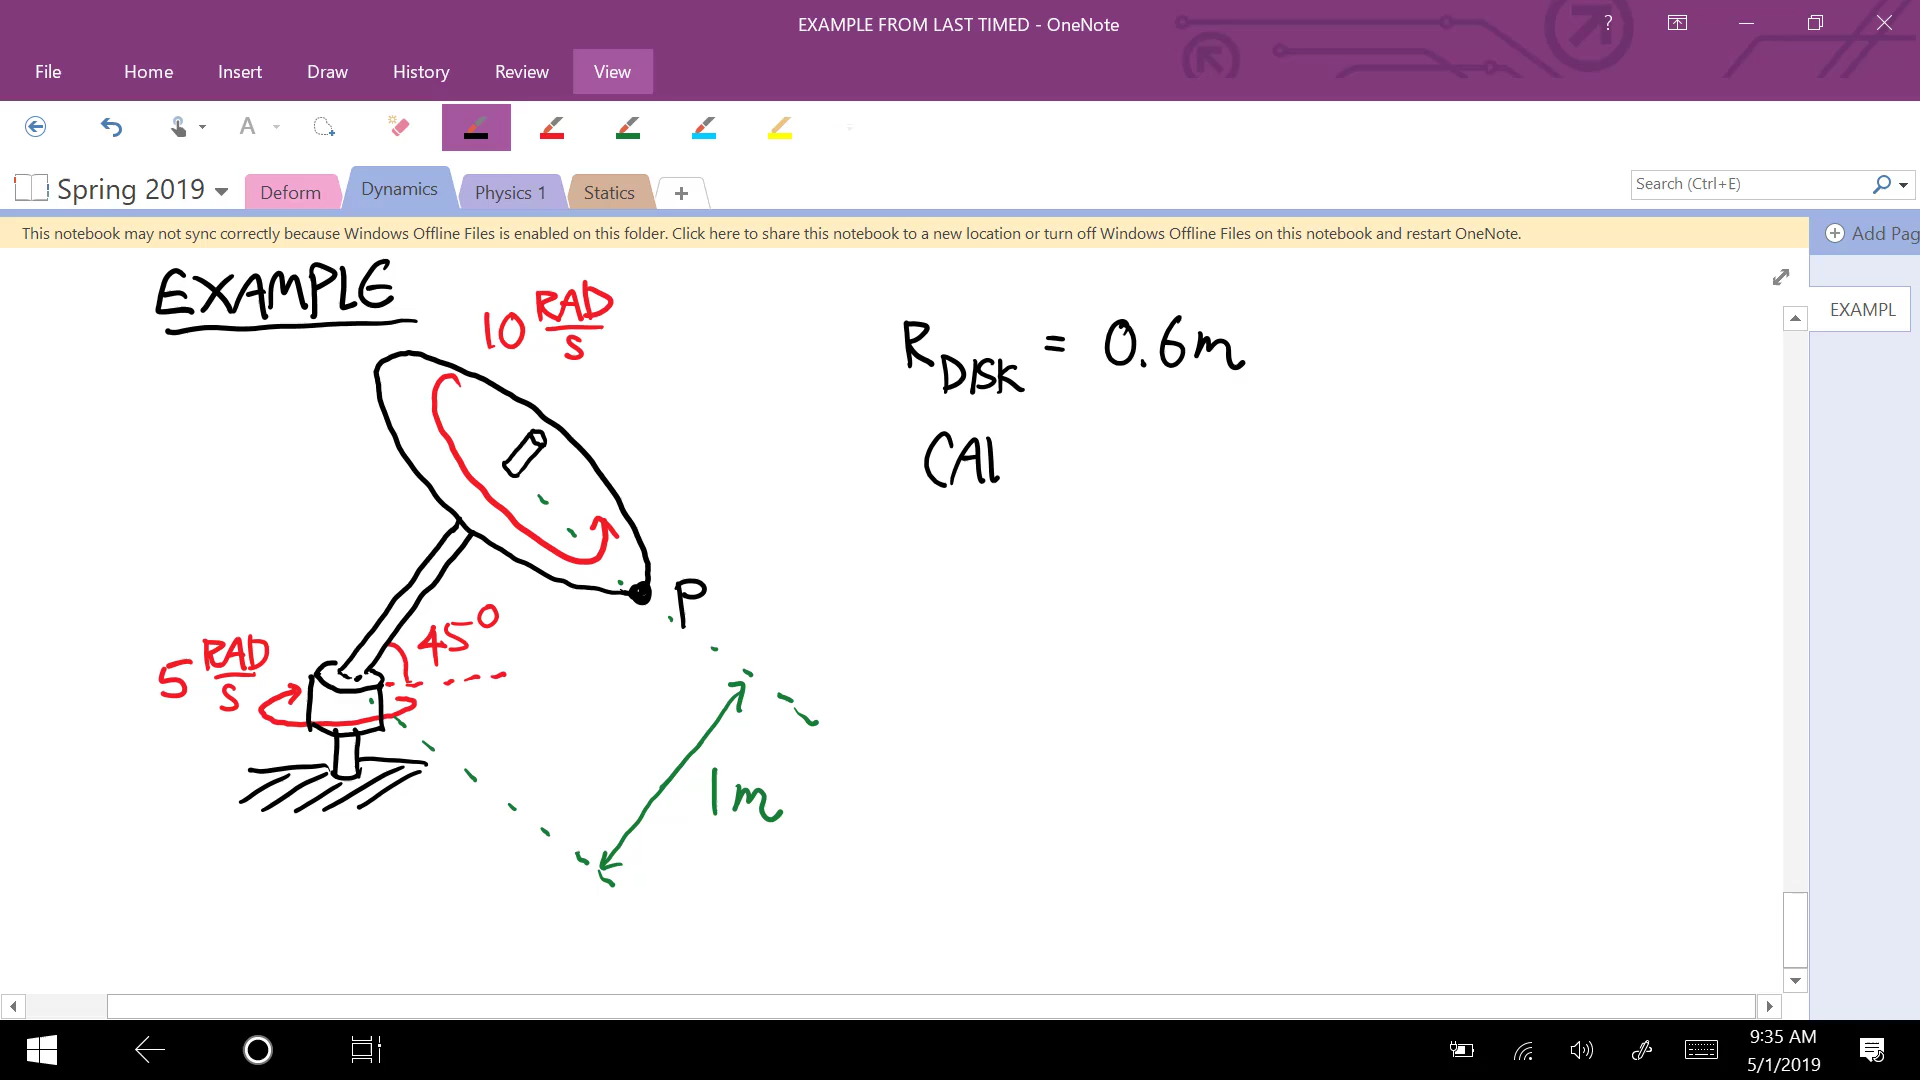 EXAMPLE FROM LAST TIMED - OneNote
?
File Home Insert Draw History Review View
A
Spring 2019 Deform Dynamics Physics 1 Statics +
Search (Ctrl+E)
This notebook may not sync correctly because Windows Offline Files is enabled on this folder. Click here to share this notebook to a new location or turn off Windows Offline Files on this notebook and restart OneNote.
Add Pag
EXAMPL
EXAMPLE
10 RAD
S
R DISK = 0.6m
CAL
P
45°
5 RAD
S
1m
9:35 AM
5/1/2019